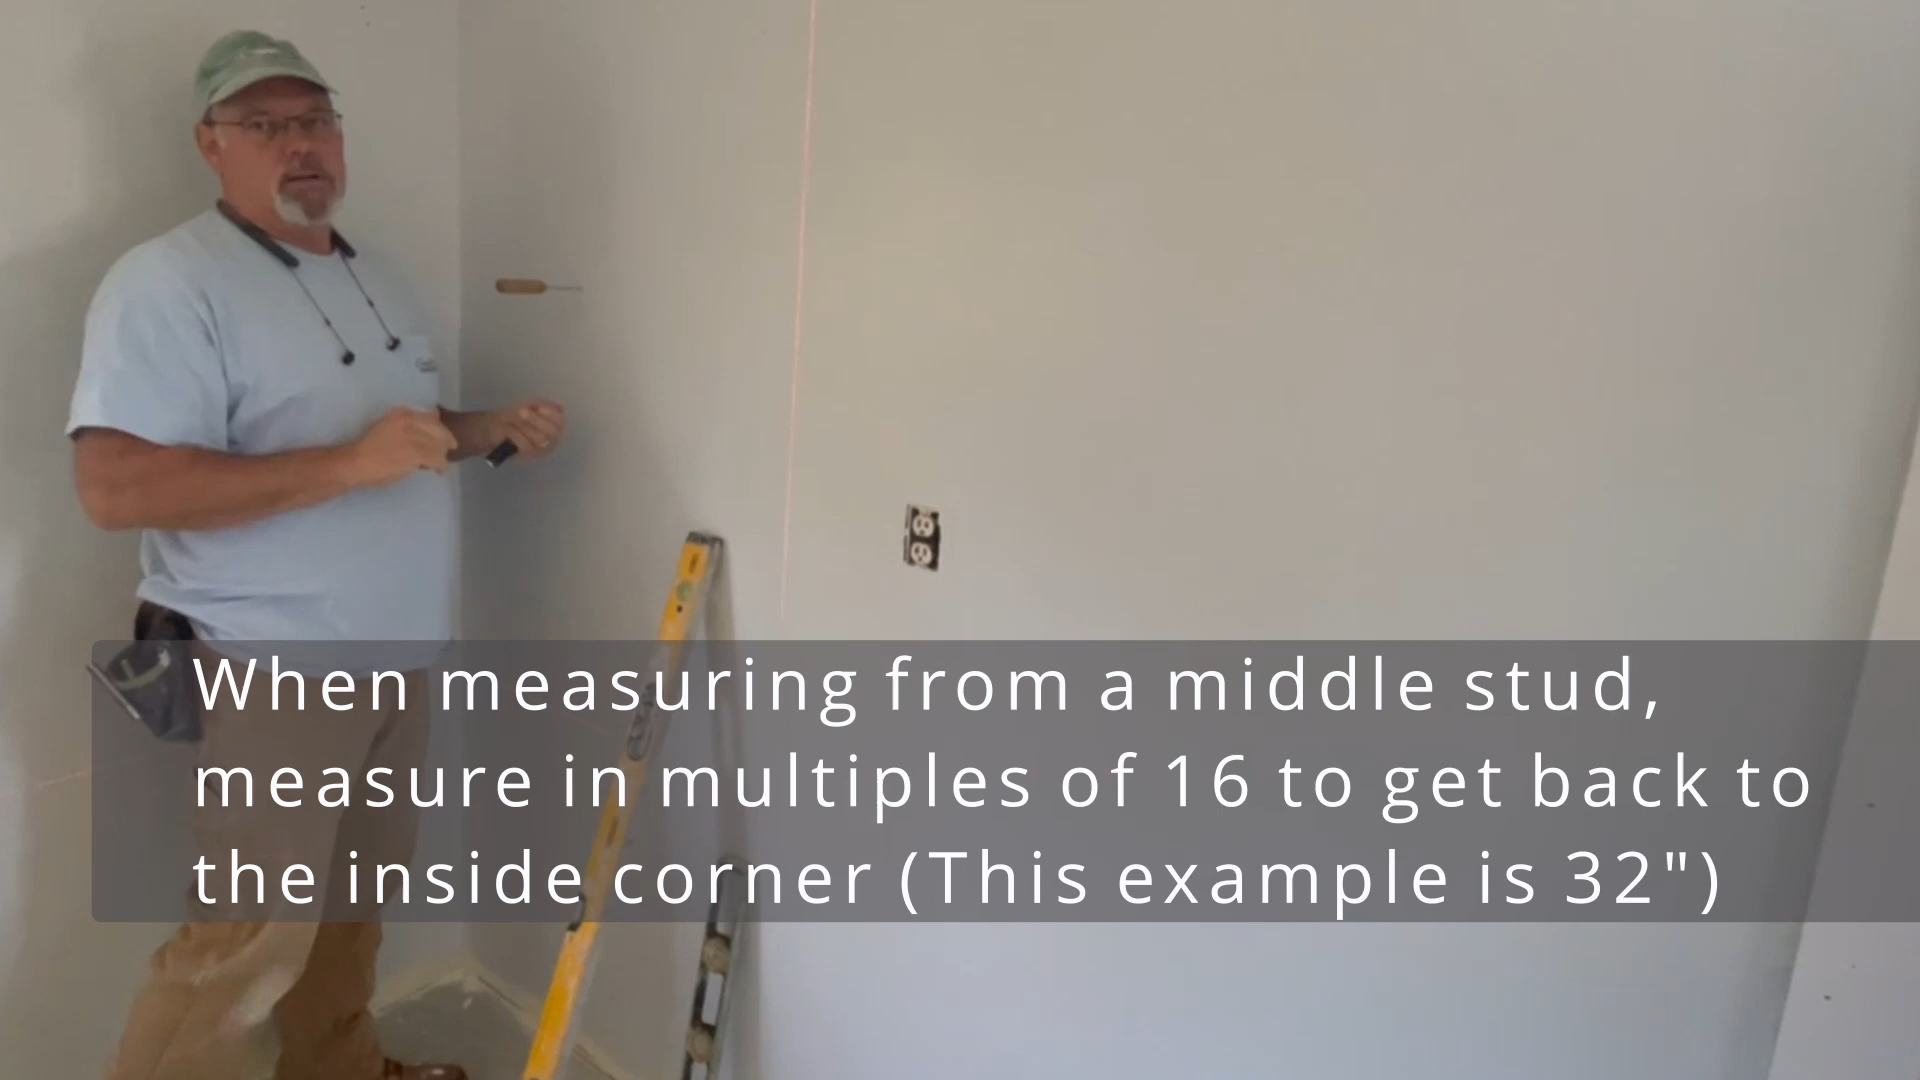 When measuring from a middle stud,
measure in multiples of 16 to get back to
the inside corner (This example is 32")